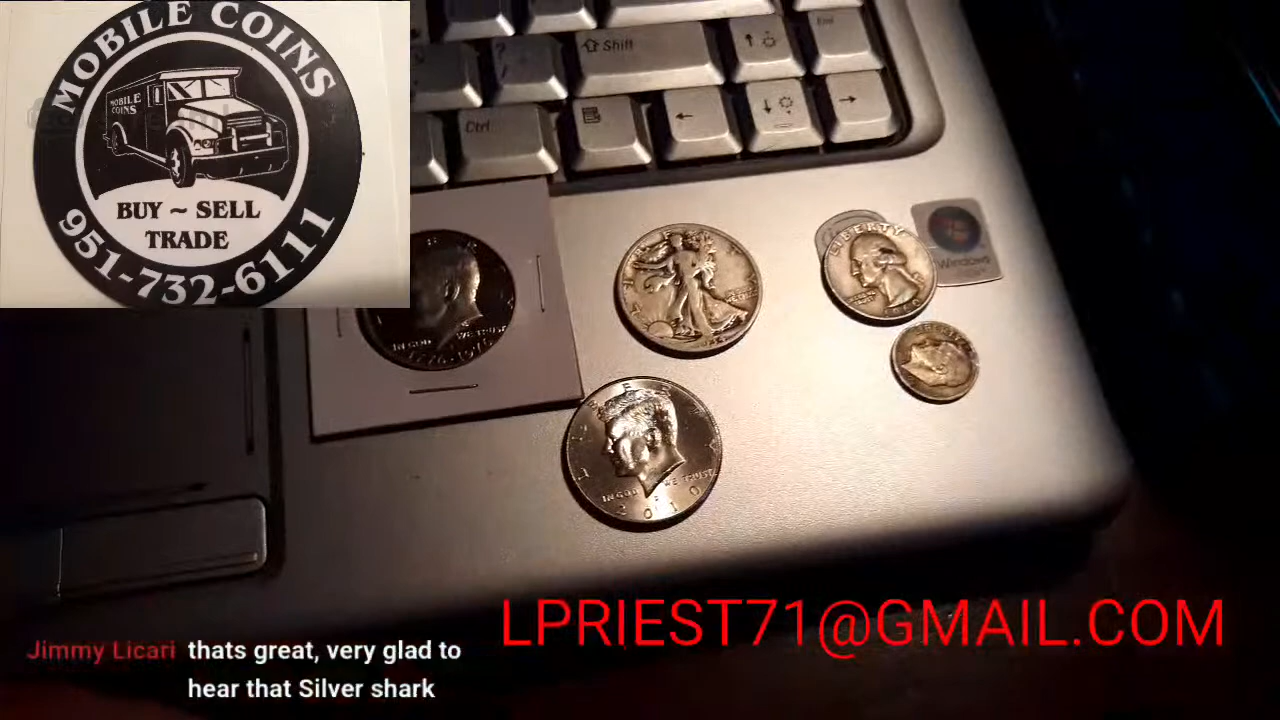 MOBILE COINS
MOBILE
COINS
BUY ~ SELL
TRADE
951-732-6111
Shift
End
Ctrl
IN GOD WE TRUST
1776-1976
LIBERTY
Windows
IN GOD WE TRUST
2010
LPRIEST71@GMAIL.COM
Jimmy Licari thats great, very glad to
hear that Silver shark